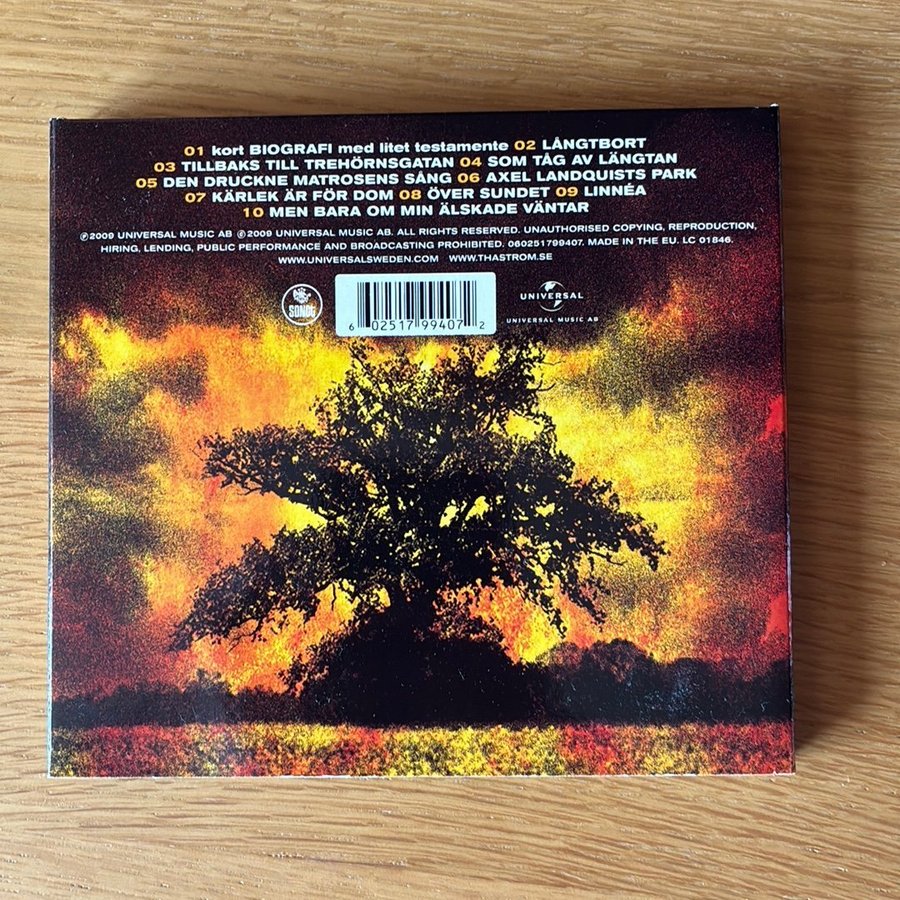 01 kort BIOGRAFI med litet testamente 02 LÅNGTBORT
03 TILLBAKS TILL TREHÖRNSGATAN 04 SOM TÅG AV LÄNGTAN
05 DEN DRUCKNE MATROSENS SÅNG 06 AXEL LANDQUISTS PARK
07 KÄRLEK ÄR FÖR DOM 08 ÖVER SUNDET 09 LINNÉA
10 MEN BARA OM MIN ÄLSKADE VÄNTAR
℗2009 UNIVERSAL MUSIC AB ©2009 UNIVERSAL MUSIC AB. ALL RIGHTS RESERVED. UNAUTHORISED COPYING, REPRODUCTION,
HIRING, LENDING, PUBLIC PERFORMANCE AND BROADCASTING PROHIBITED. 060251799407. MADE IN THE EU. LC 01846.
WWW.UNIVERSALSWEDEN.COM WWW.THASTROM.SE
SONET
6 02517 99407 2
UNIVERSAL
UNIVERSAL MUSIC AB